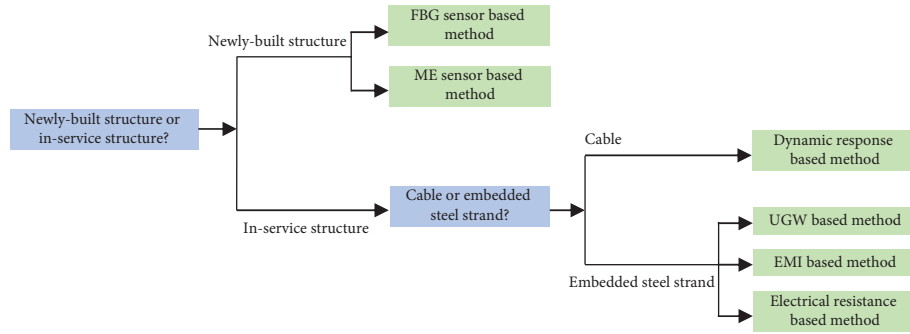 Newly-built structure or
in-service structure?
Newly-built structure
FBG sensor based
method
ME sensor based
method
In-service structure
Cable or embedded
steel strand?
Cable
Dynamic response
based method
Embedded steel strand
UGW based method
EMI based method
Electrical resistance
based method